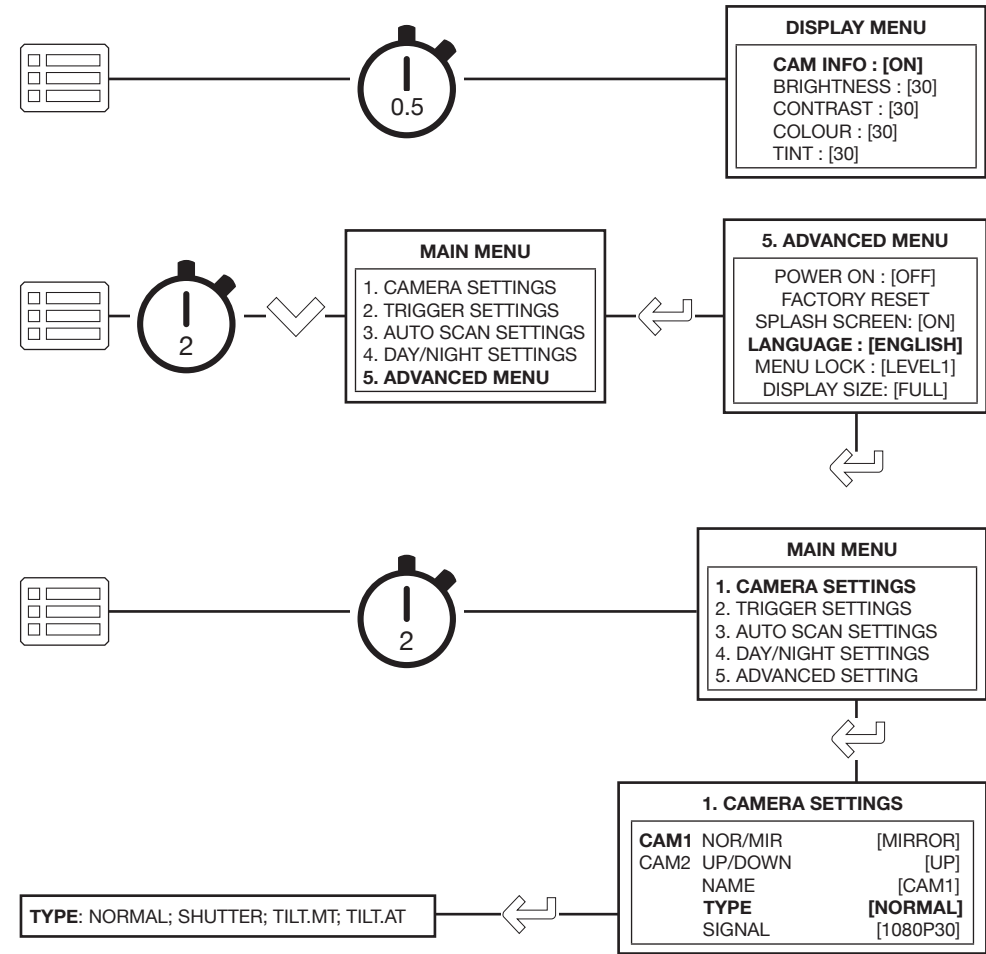 0.5
DISPLAY MENU
CAM INFO : [ON]
BRIGHTNESS : [30]
CONTRAST : [30]
COLOUR : [30]
TINT : [30]
2
MAIN MENU
1. CAMERA SETTINGS
2. TRIGGER SETTINGS
3. AUTO SCAN SETTINGS
4. DAY/NIGHT SETTINGS
5. ADVANCED MENU
5. ADVANCED MENU
POWER ON : [OFF]
FACTORY RESET
SPLASH SCREEN: [ON]
LANGUAGE : [ENGLISH]
MENU LOCK : [LEVEL1]
DISPLAY SIZE: [FULL]
2
MAIN MENU
1. CAMERA SETTINGS
2. TRIGGER SETTINGS
3. AUTO SCAN SETTINGS
4. DAY/NIGHT SETTINGS
5. ADVANCED SETTING
1. CAMERA SETTINGS
CAM1 NOR/MIR [MIRROR]
CAM2 UP/DOWN [UP]
NAME [CAM1]
TYPE [NORMAL]
SIGNAL [1080P30]
TYPE: NORMAL; SHUTTER; TILT.MT; TILT.AT